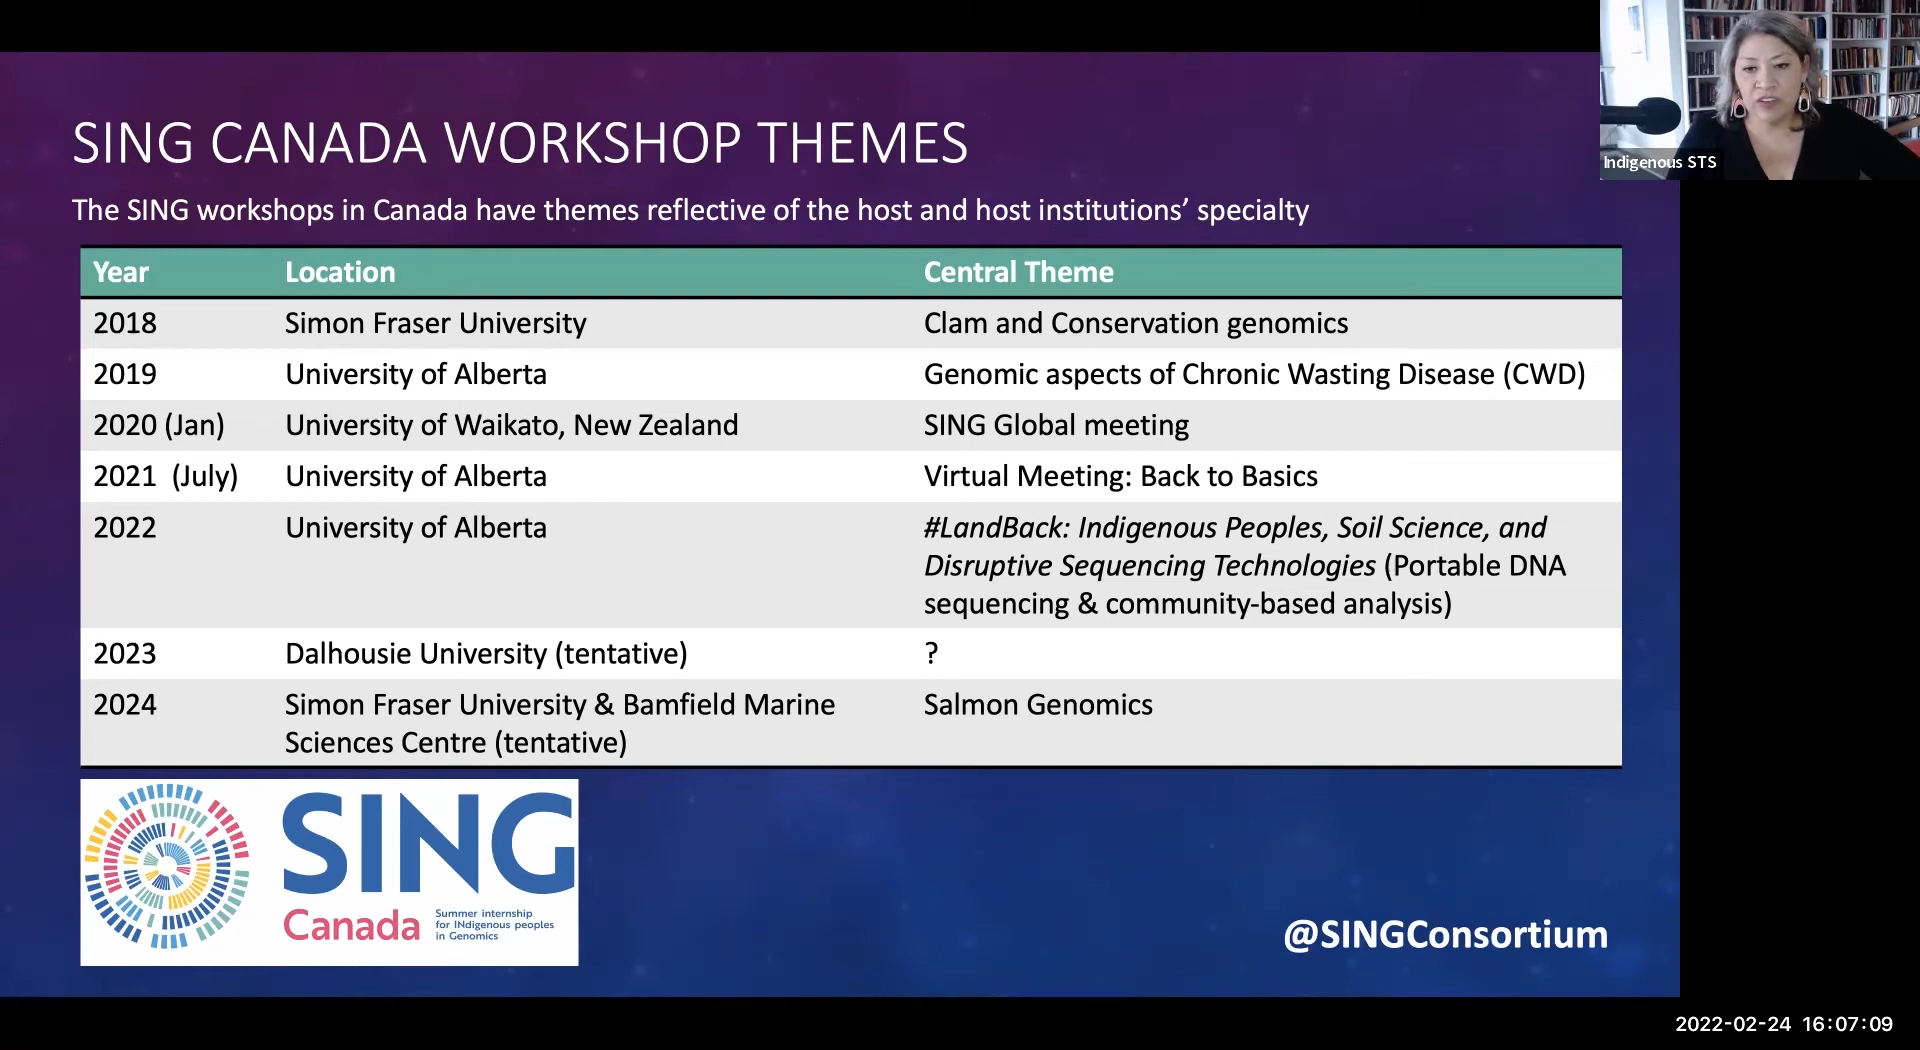 SING CANADA WORKSHOP THEMES
The SING workshops in Canada have themes reflective of the host and host institutions’ specialty
Year Location Central Theme
2018 Simon Fraser University Clam and Conservation genomics
2019 University of Alberta Genomic aspects of Chronic Wasting Disease (CWD)
2020 (Jan) University of Waikato, New Zealand SING Global meeting
2021 (July) University of Alberta Virtual Meeting: Back to Basics
2022 University of Alberta #LandBack: Indigenous Peoples, Soil Science, and
Disruptive Sequencing Technologies (Portable DNA
sequencing & community-based analysis)
2023 Dalhousie University (tentative) ?
2024 Simon Fraser University & Bamfield Marine Salmon Genomics
Sciences Centre (tentative)
SING
Canada
Summer internship
for INdigenous peoples
in Genomics
@SINGConsortium
Indigenous STS
2022-02-24 16:07:09